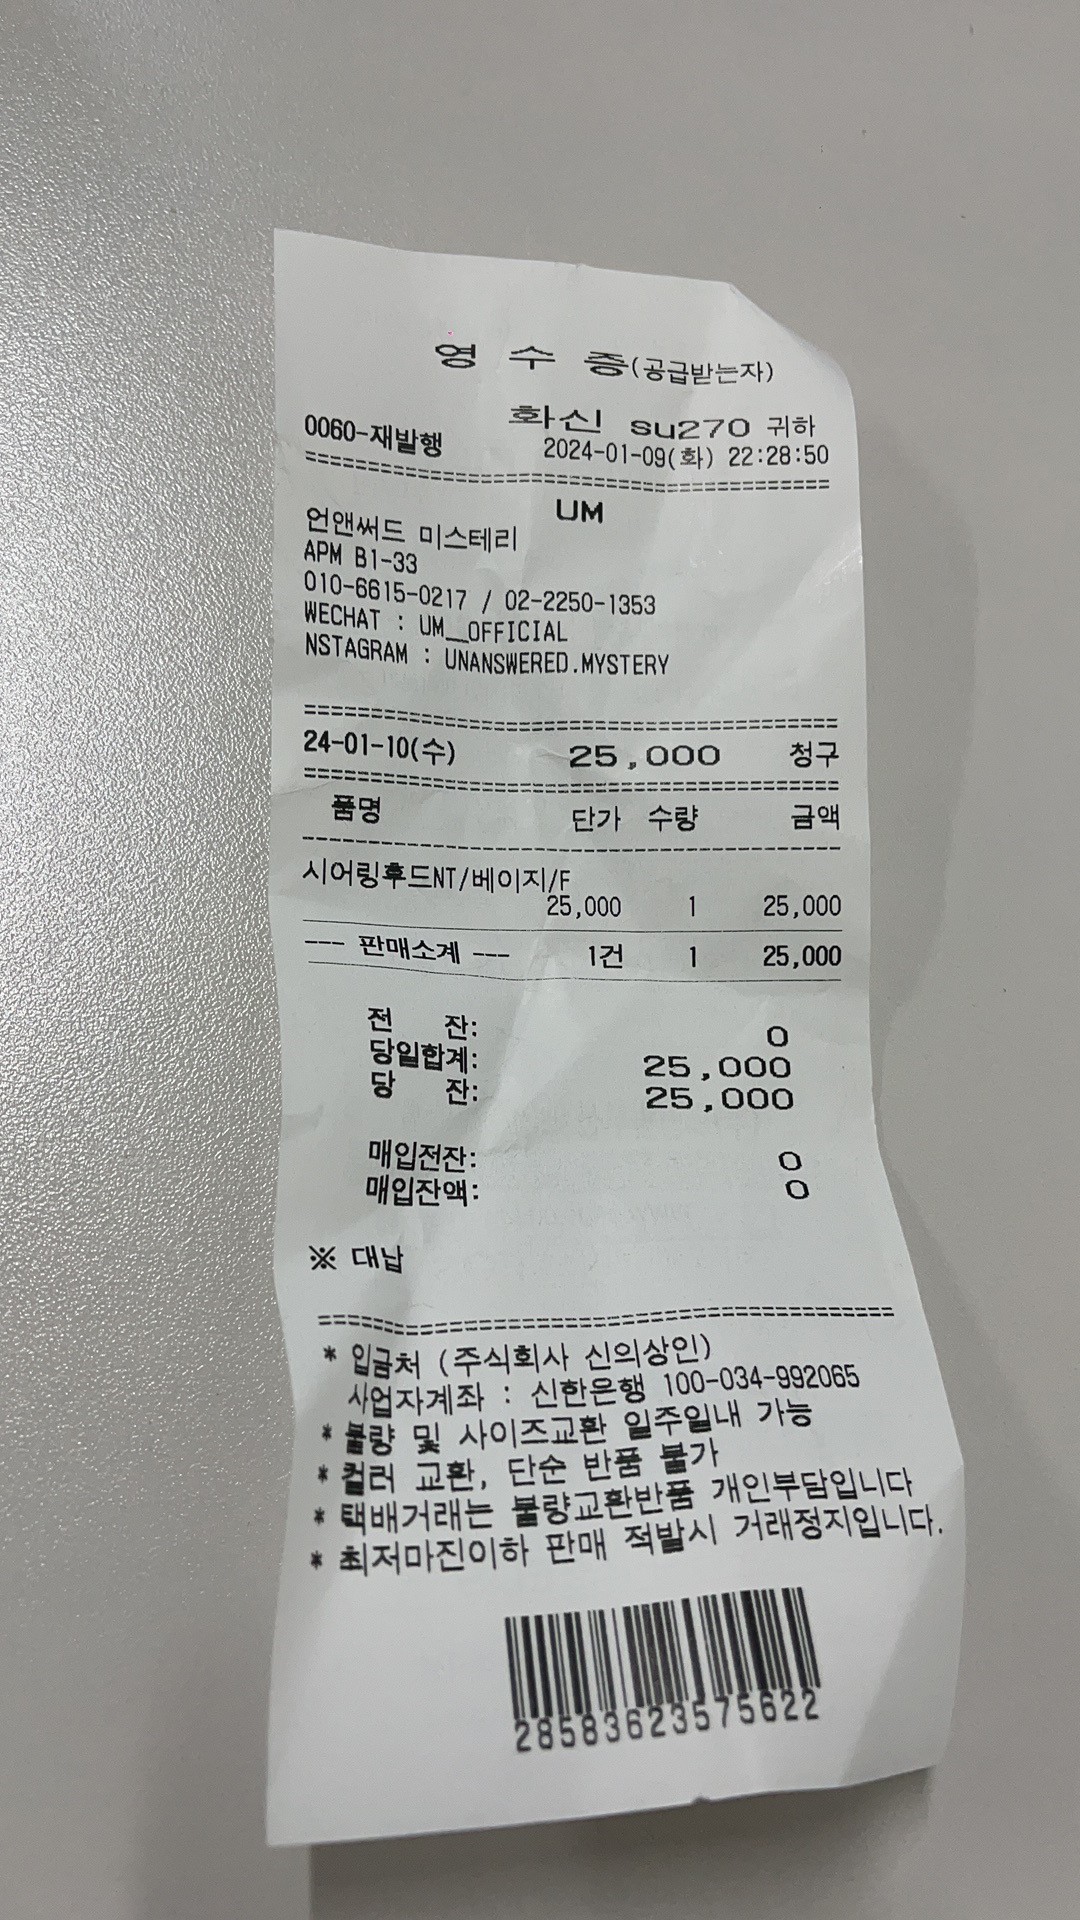 영 수 증(공급받는자)
화신 su270 귀하
0060-재발행 2024-01-09(화) 22:28:50
========================================
UM
언앤써드 미스테리
APM B1-33
010-6615-0217 / 02-2250-1353
WECHAT : UM__OFFICIAL
NSTAGRAM : UNANSWERED.MYSTERY
========================================
24-01-10(수) 25,000 청구
========================================
품명 단가 수량 금액
----------------------------------------
시어링후드NT/베이지/F
25,000 1 25,000
--- 판매소계 --- 1건 1 25,000
전 잔: 0
당일합계: 25,000
당 잔: 25,000
매입전잔: 0
매입잔액: 0
※ 대납
========================================
* 입금처 (주식회사 신의상인)
사업자계좌 : 신한은행 100-034-992065
* 불량 및 사이즈교환 일주일내 가능
* 컬러 교환, 단순 반품 불가
* 택배거래는 불량교환반품 개인부담입니다
* 최저마진이하 판매 적발시 거래정지입니다.
28583623575622